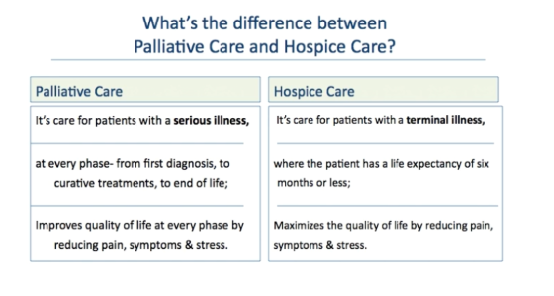 What's the difference between
Palliative Care and Hospice Care?
Palliative Care
It's care for patients with a serious illness,
at every phase- from first diagnosis, to
curative treatments, to end of life;
Improves quality of life at every phase by
reducing pain, symptoms & stress.
Hospice Care
It's care for patients with a terminal illness,
where the patient has a life expectancy of six
months or less;
Maximizes the quality of life by reducing pain,
symptoms & stress.